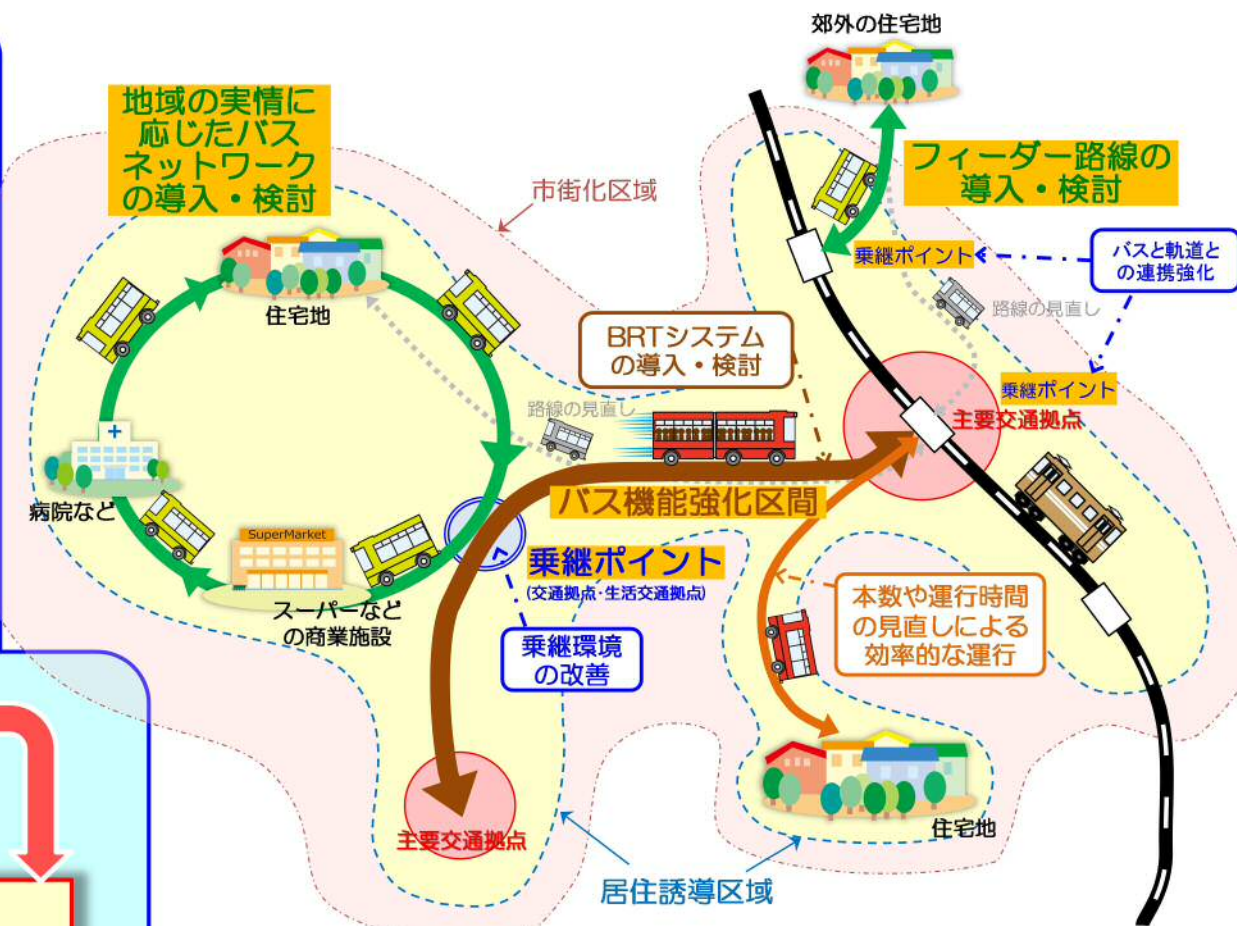 郊外の住宅地
地域の実情に
応じたバス
ネットワーク
の導入・検討
フィーダー路線の
導入・検討
市街化区域
乗継ポイント
バスと軌道と
の連携強化
住宅地
路線の見直し
BRTシステム
の導入・検討
乗継ポイント
路線の見直し
主要交通拠点
バス機能強化区間
病院など
SuperMarket
スーパーなど
の商業施設
乗継ポイント
(交通拠点・生活交通拠点)
乗継環境
の改善
本数や運行時間
の見直しによる
効率的な運行
主要交通拠点
住宅地
居住誘導区域